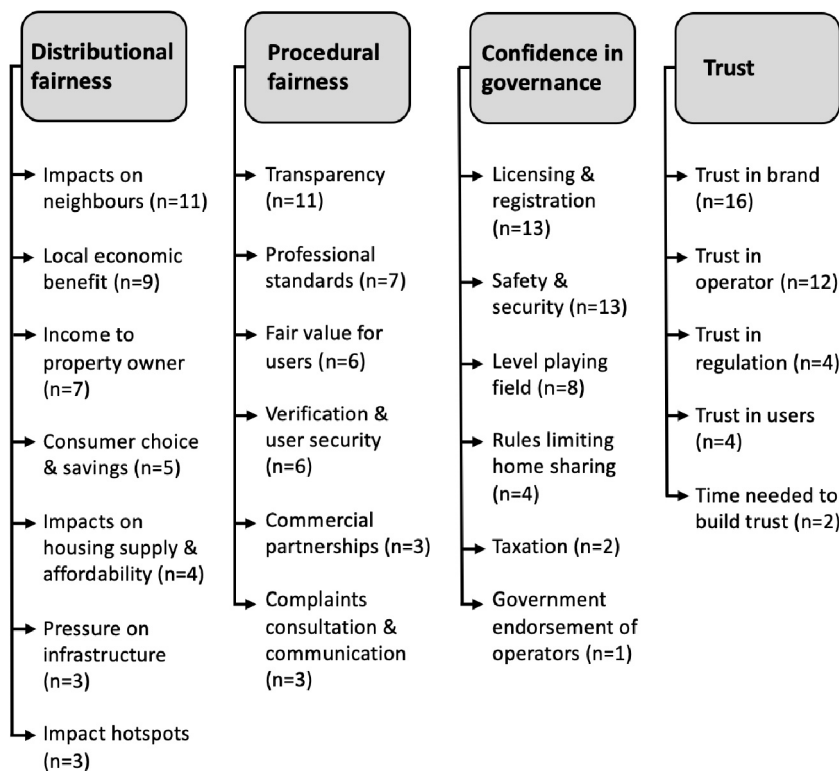 Distributional
fairness
Impacts on
neighbours (n=11)
Local economic
benefit (n=9)
Income to
property owner
(n=7)
Consumer choice
& savings (n=5)
Impacts on
housing supply &
affordability (n=4)
Pressure on
infrastructure
(n=3)
Impact hotspots
(n=3)
Procedural
fairness
Transparency
(n=11)
Professional
standards (n=7)
Fair value for
users (n=6)
Verification &
user security
(n=6)
Commercial
partnerships (n=3)
Complaints
consultation &
communication
(n=3)
Confidence in
governance
Licensing &
registration
(n=13)
Safety &
security (n=13)
Level playing
field (n=8)
Rules limiting
home sharing
(n=4)
Taxation (n=2)
Government
endorsement of
operators (n=1)
Trust
Trust in brand
(n=16)
Trust in
operator (n=12)
Trust in
regulation (n=4)
Trust in users
(n=4)
Time needed to
build trust (n=2)